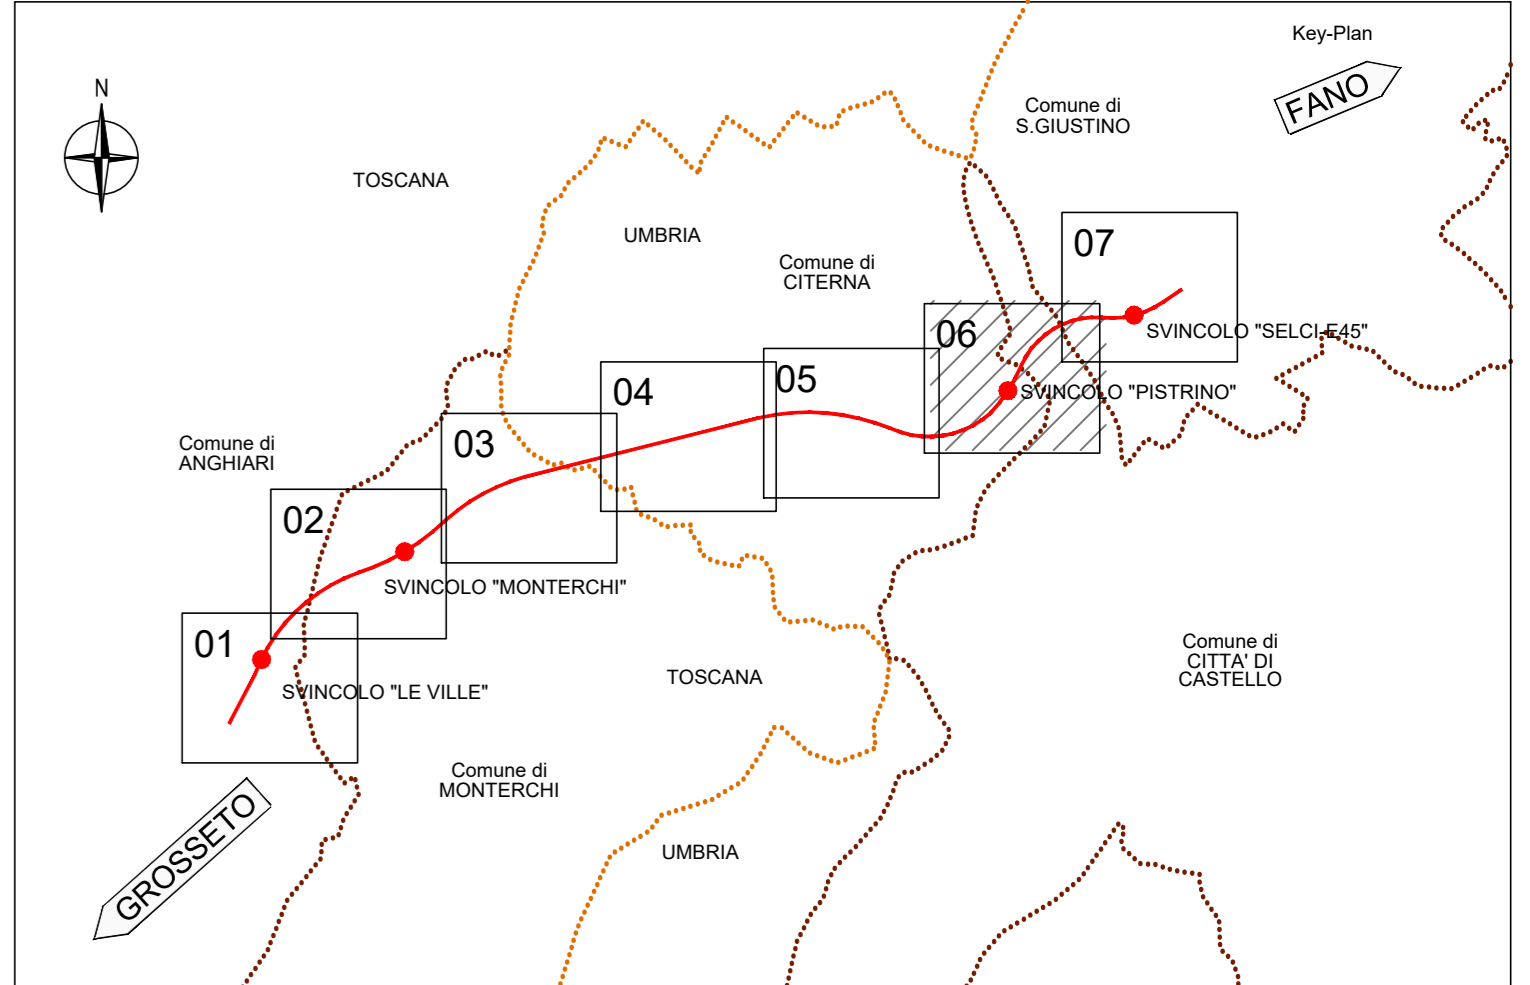 Key-Plan
N
FANO
Comune di
S.GIUSTINO
TOSCANA
UMBRIA
Comune di
CITERNA
07
06
SVINCOLO "SELCI-E45"
05
04
SVINCOLO "PISTRINO"
Comune di
ANGHIARI
03
02
SVINCOLO "MONTERCHI"
01
SVINCOLO "LE VILLE"
TOSCANA
Comune di
CITTA' DI
CASTELLO
Comune di
MONTERCHI
GROSSETO
UMBRIA